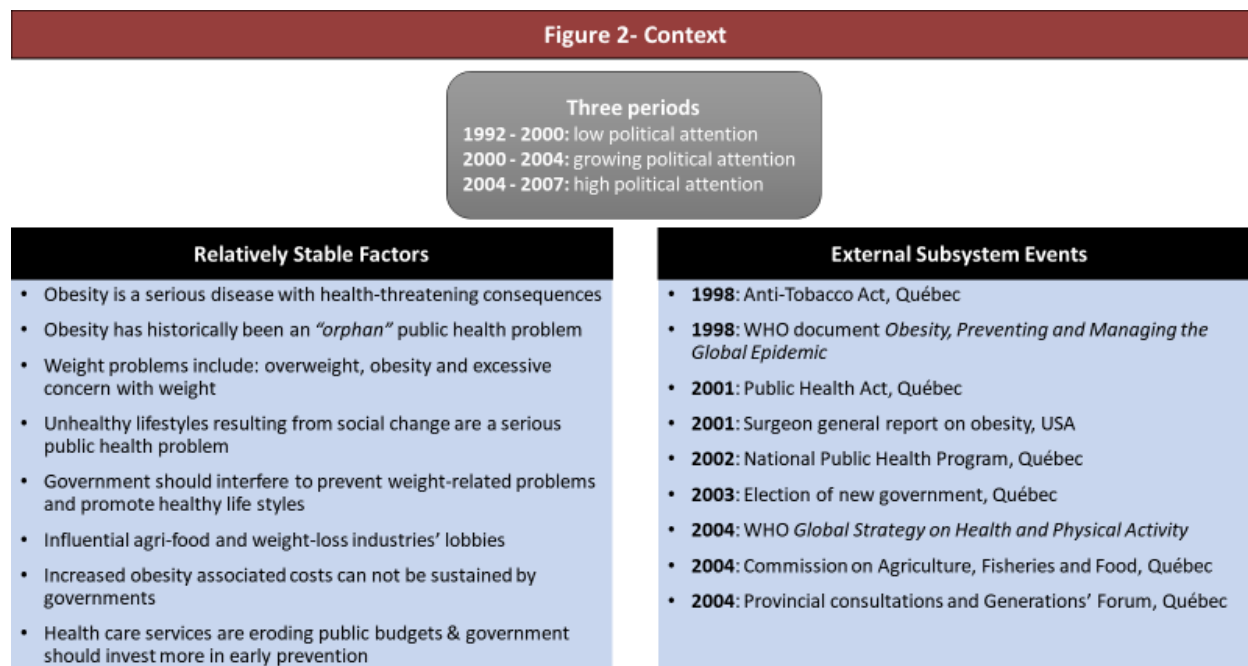 Figure 2- Context
Three periods
1992 - 2000: low political attention
2000 - 2004: growing political attention
2004 - 2007: high political attention
Relatively Stable Factors
• Obesity is a serious disease with health-threatening consequences
• Obesity has historically been an “orphan” public health problem
• Weight problems include: overweight, obesity and excessive
concern with weight
• Unhealthy lifestyles resulting from social change are a serious
public health problem
• Government should interfere to prevent weight-related problems
and promote healthy life styles
• Influential agri-food and weight-loss industries’ lobbies
• Increased obesity associated costs can not be sustained by
governments
• Health care services are eroding public budgets & government
should invest more in early prevention
External Subsystem Events
• 1998: Anti-Tobacco Act, Québec
• 1998: WHO document Obesity, Preventing and Managing the
Global Epidemic
• 2001: Public Health Act, Québec
• 2001: Surgeon general report on obesity, USA
• 2002: National Public Health Program, Québec
• 2003: Election of new government, Québec
• 2004: WHO Global Strategy on Health and Physical Activity
• 2004: Commission on Agriculture, Fisheries and Food, Québec
• 2004: Provincial consultations and Generations’ Forum, Québec